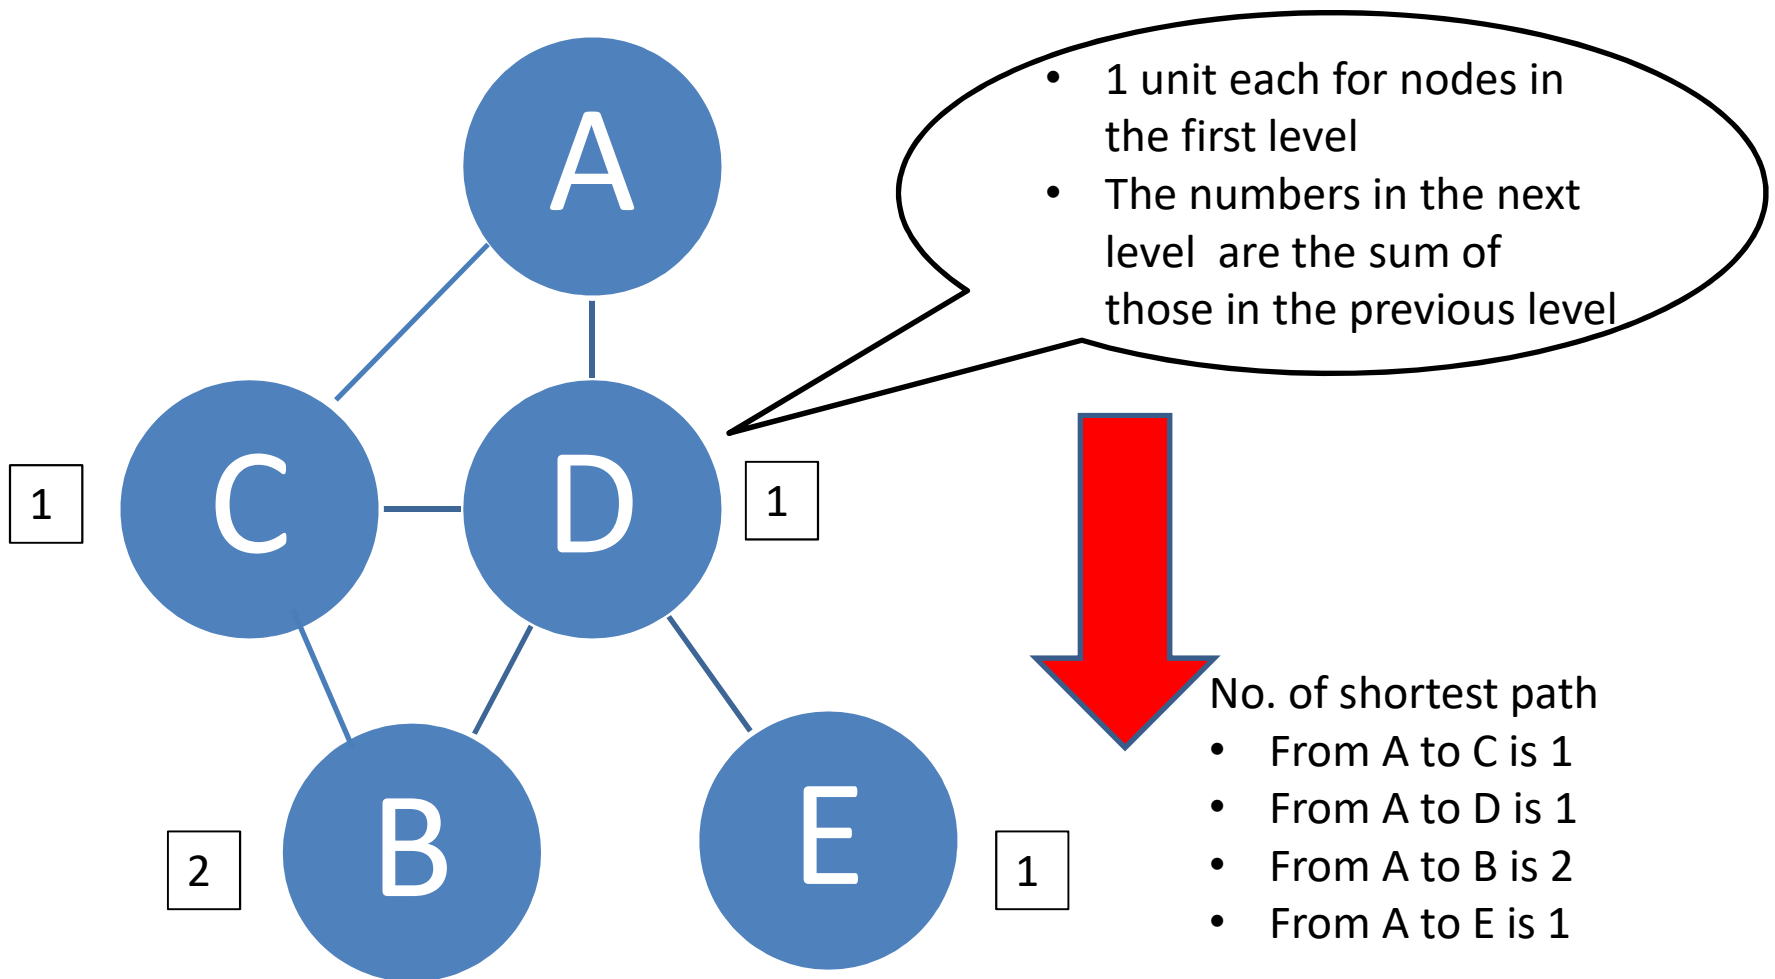 A
• 1 unit each for nodes in
the first level
• The numbers in the next
level are the sum of
those in the previous level
1
C
D
1
2
B
E
1
No. of shortest path
• From A to C is 1
• From A to D is 1
• From A to B is 2
• From A to E is 1